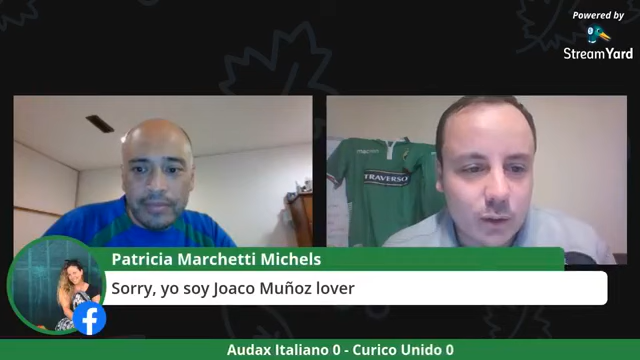 Powered by
StreamYard
macron
TRAVERSO
Patricia Marchetti Michels
Sorry, yo soy Joaco Muñoz lover
Audax Italiano 0 - Curico Unido 0